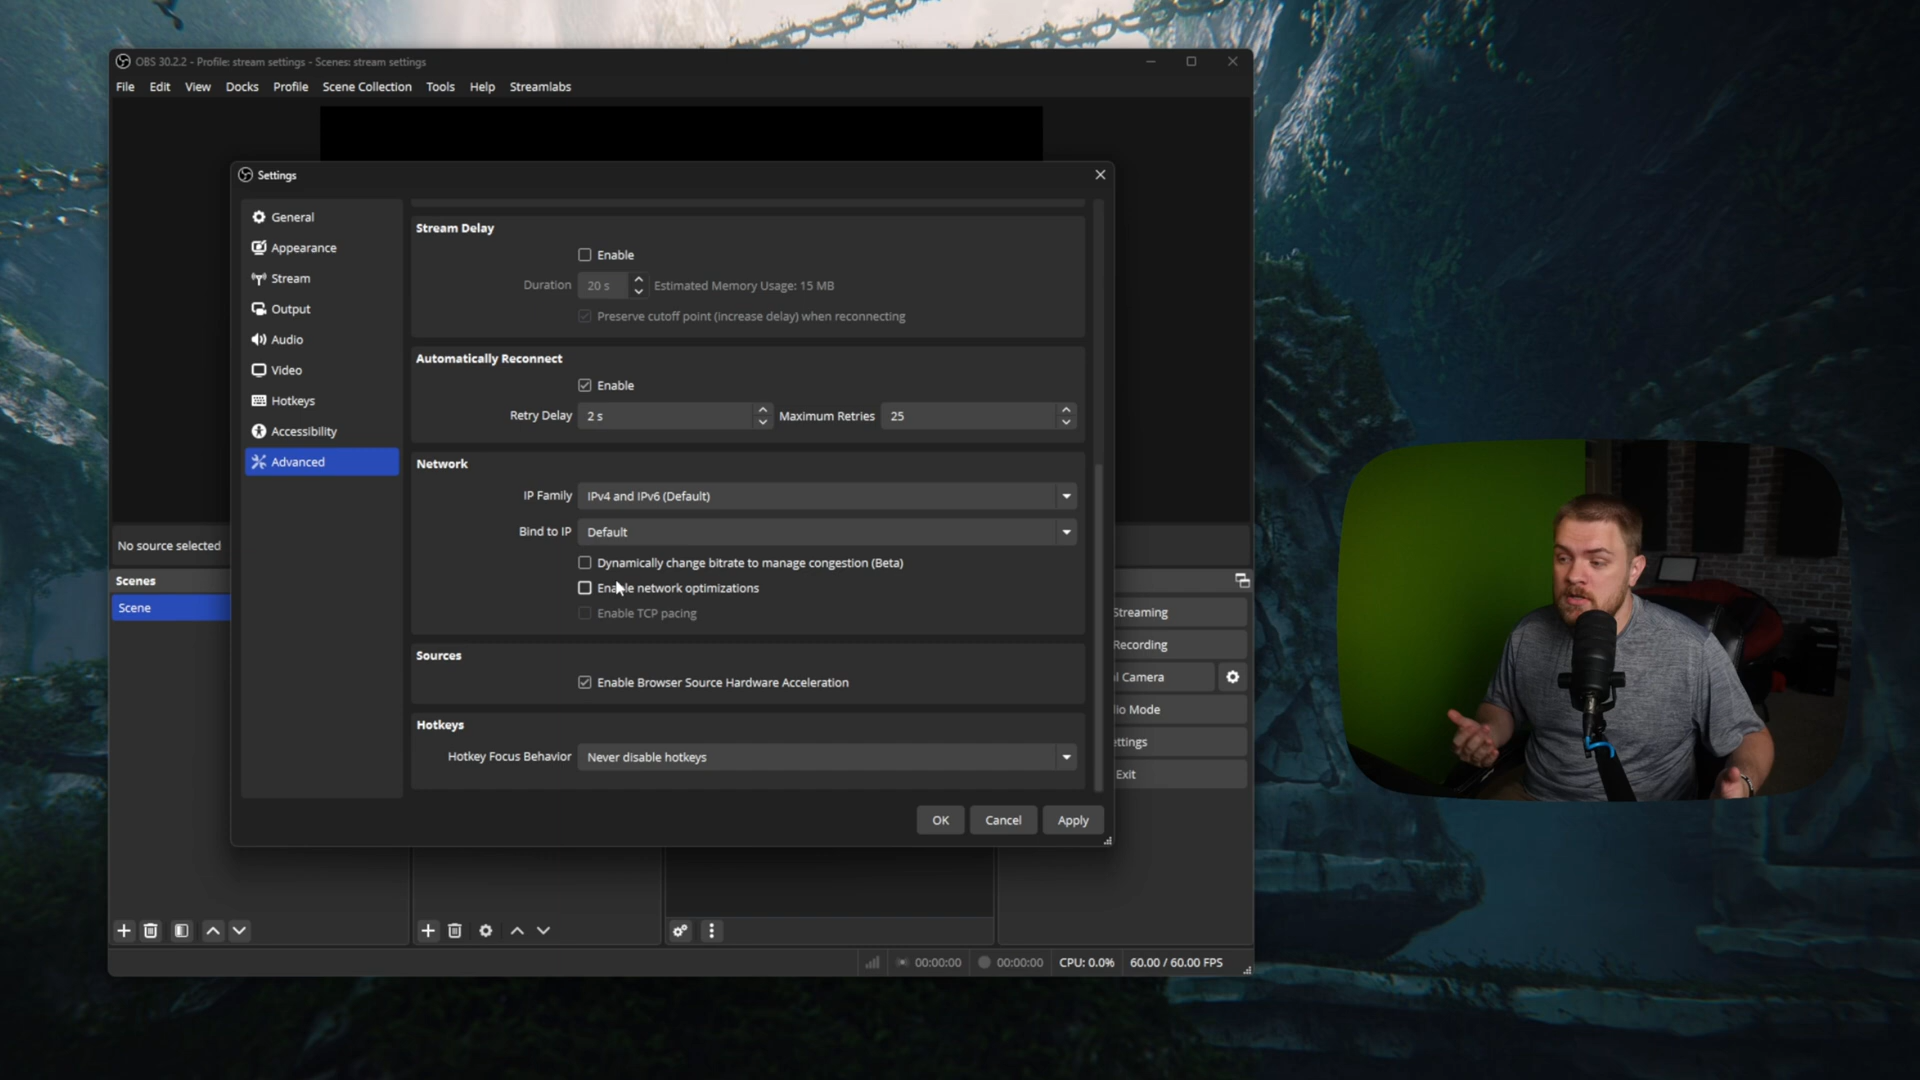 OBS 30.2.2 - Profile: stream settings - Scenes: stream settings
File Edit View Docks Profile Scene Collection Tools Help Streamlabs
Settings
General
Appearance
Stream
Output
Audio
Video
Hotkeys
Accessibility
Advanced
Stream Delay
Enable
Duration 20 s Estimated Memory Usage: 15 MB
Preserve cutoff point (increase delay) when reconnecting
Automatically Reconnect
Enable
Retry Delay 2 s Maximum Retries 25
Network
IP Family IPv4 and IPv6 (Default)
Bind to IP Default
Dynamically change bitrate to manage congestion (Beta)
Enable network optimizations
Enable TCP pacing
Sources
Enable Browser Source Hardware Acceleration
Hotkeys
Hotkey Focus Behavior Never disable hotkeys
OK Cancel Apply
No source selected
Scenes
Scene
Streaming
Recording
l Camera
io Mode
ettings
Exit
00:00:00 00:00:00 CPU: 0.0% 60.00 / 60.00 FPS